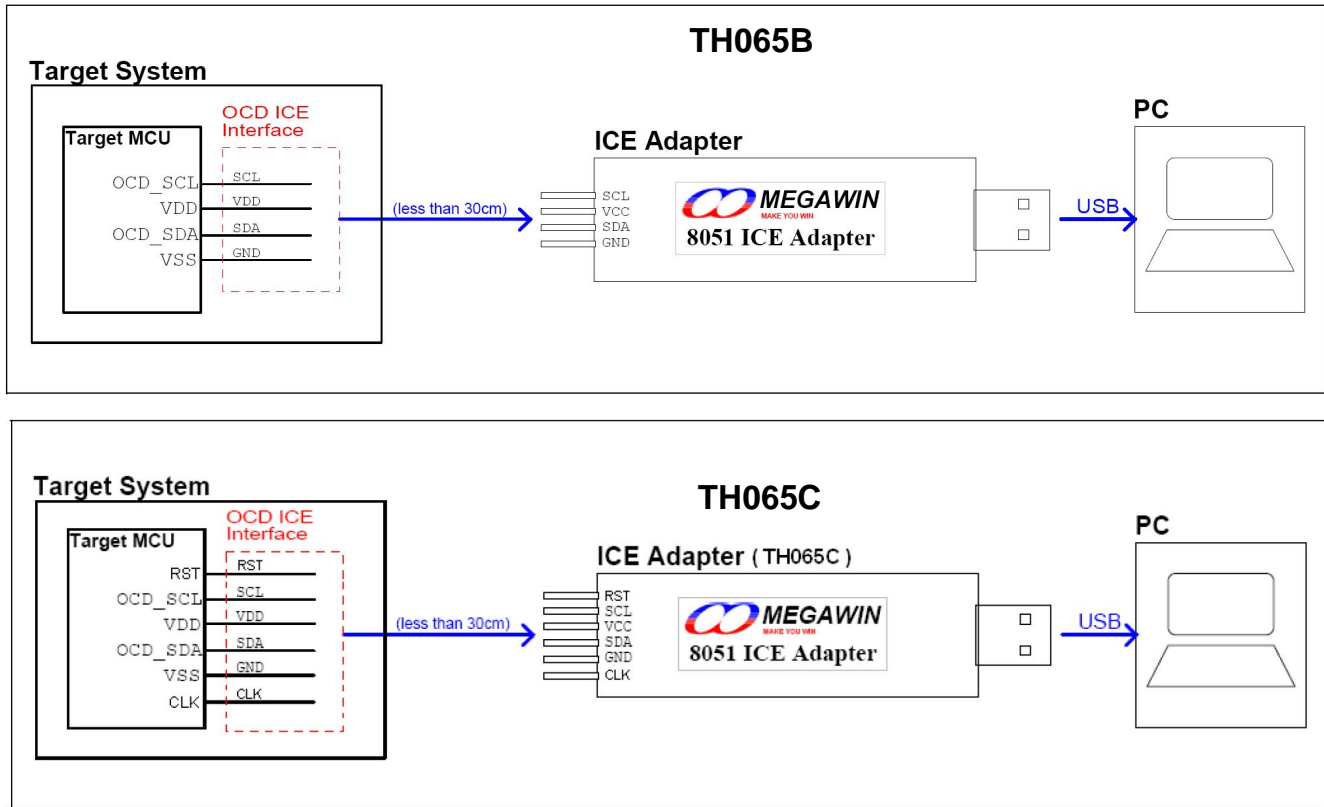 TH065B
Target System
OCD ICE
Interface
PC
Target MCU
ICE Adapter
OCD_SCL SCL
VDD VDD
OCD_SDA SDA
VSS GND
(less than 30cm)
SCL
VCC
SDA
GND
MEGAWIN
MAKE YOU WIN
8051 ICE Adapter
USB
TH065C
Target System
OCD ICE
Interface
PC
Target MCU
ICE Adapter ( TH065C )
RST RST
OCD_SCL SCL
VDD VDD
OCD_SDA SDA
VSS GND
CLK CLK
(less than 30cm)
RST
SCL
VCC
SDA
GND
CLK
MEGAWIN
MAKE YOU WIN
8051 ICE Adapter
USB